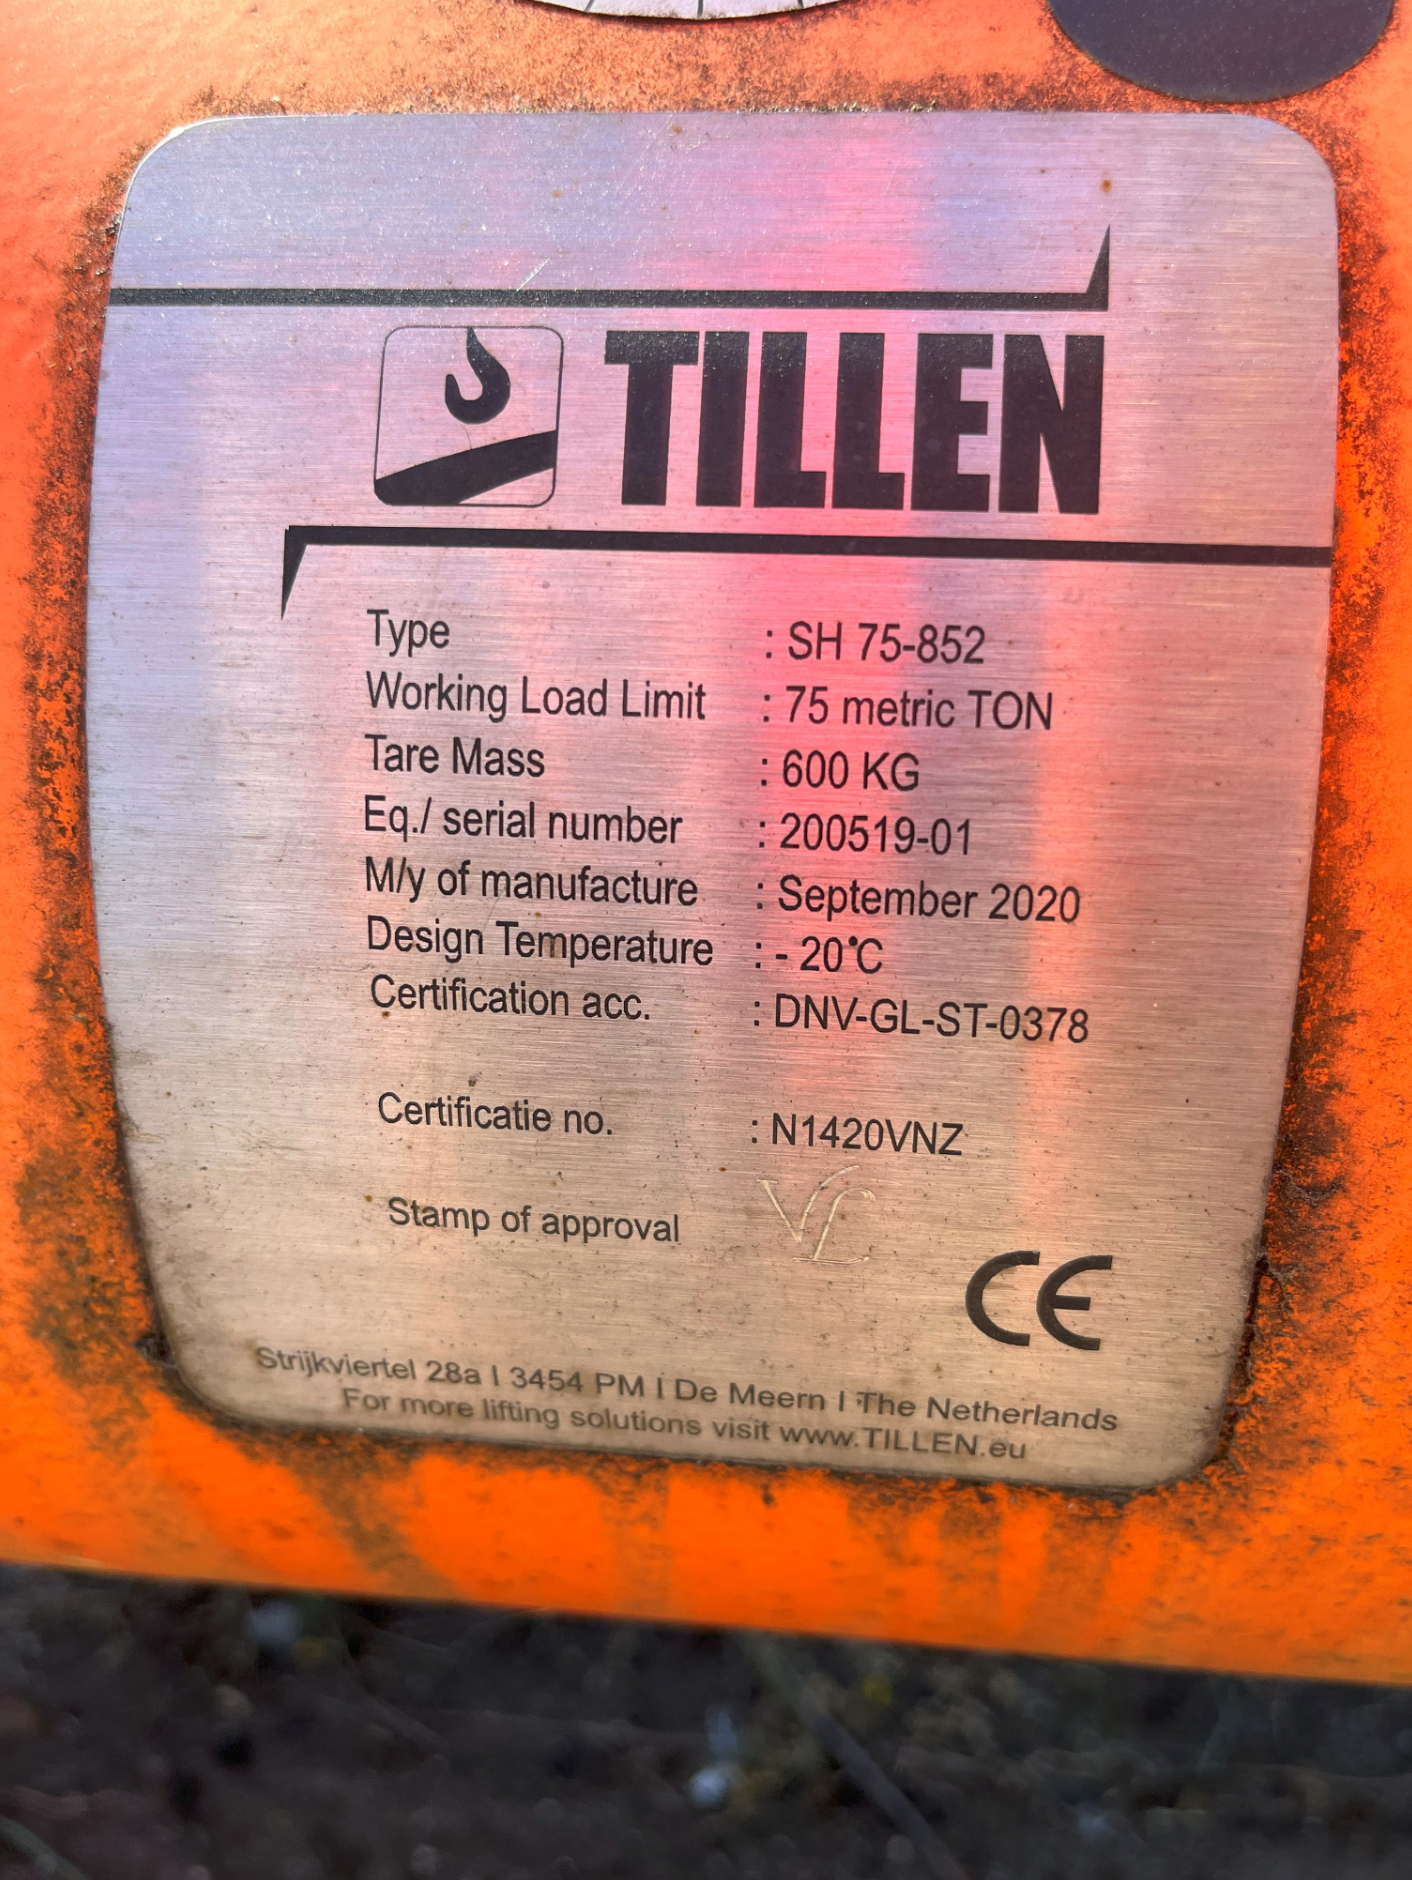 TILLEN
Type : SH 75-852
Working Load Limit : 75 metric TON
Tare Mass : 600 KG
Eq./ serial number : 200519-01
M/y of manufacture : September 2020
Design Temperature : - 20°C
Certification acc. : DNV-GL-ST-0378
Certificatie no. : N1420VNZ
Stamp of approval VL
CE
Strijkviertel 28a I 3454 PM I De Meern I The Netherlands
For more lifting solutions visit www.TILLEN.eu